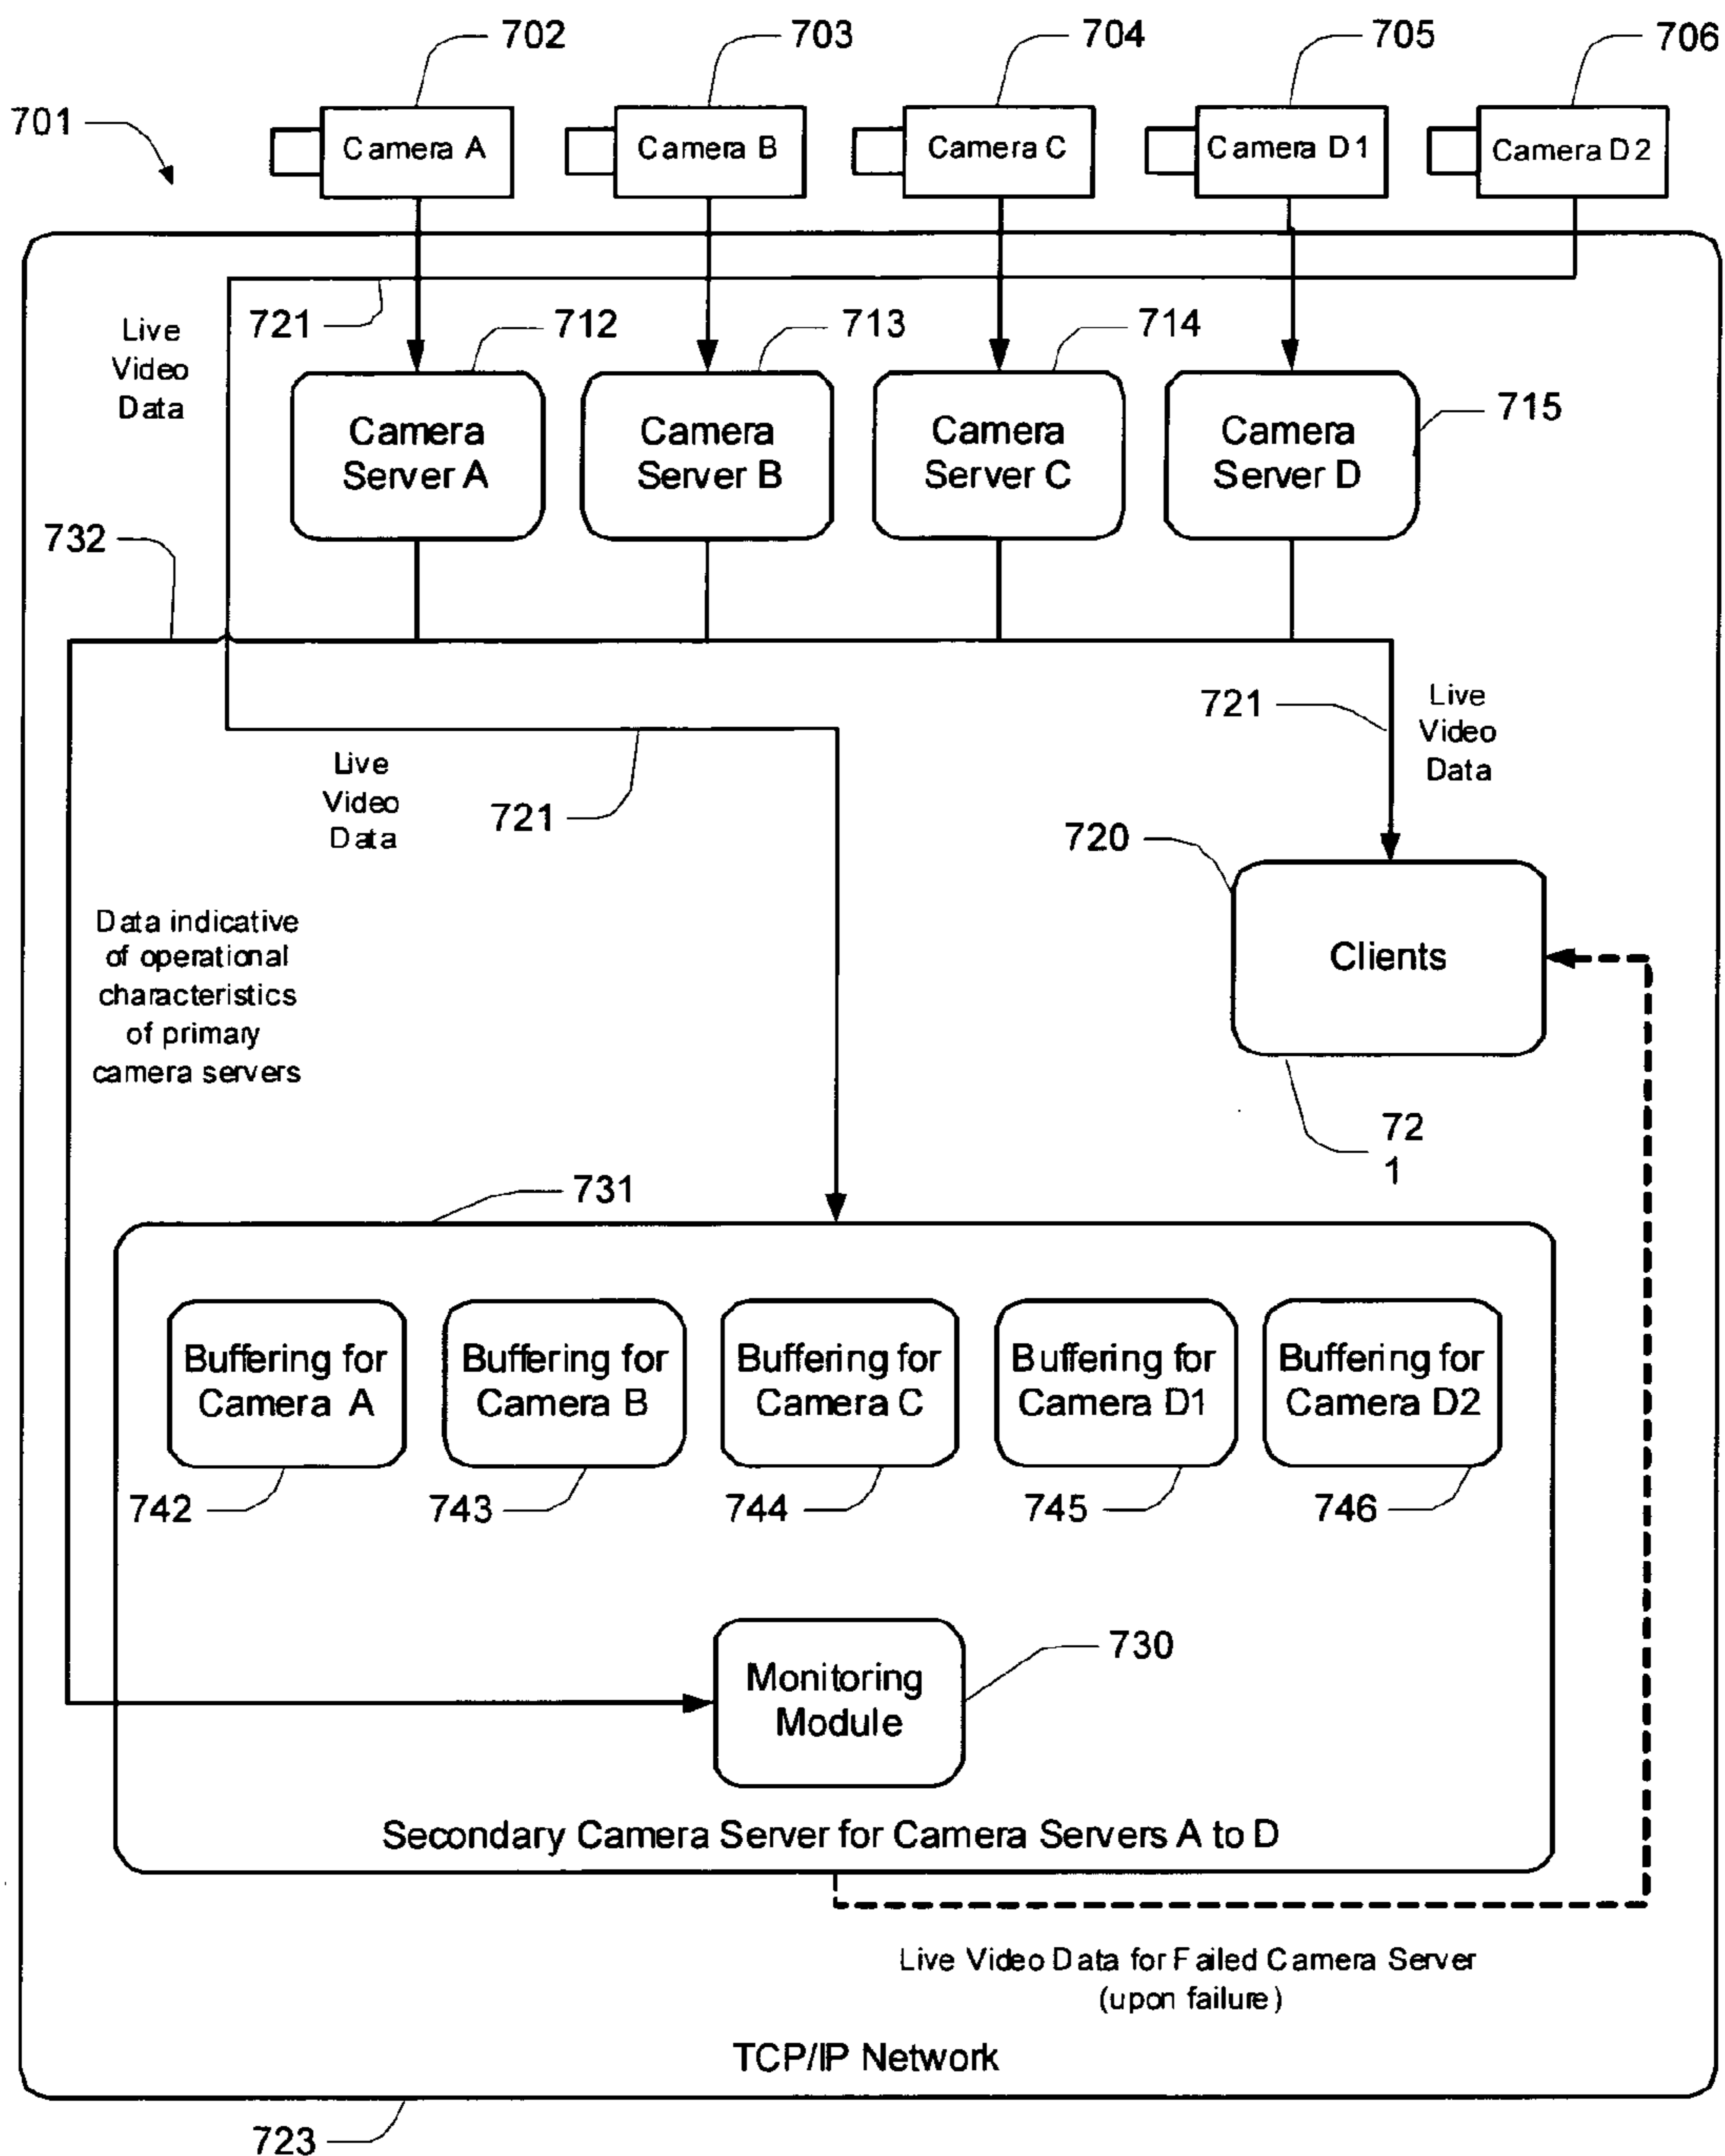 702
703
704
705
706
701
Camera A
Camera B
Camera C
Camera D1
Camera D2
721
712
713
714
Live
Video
Data
715
Camera
Server A
Camera
Server B
Camera
Server C
Camera
Server D
732
721
Live
Video
Data
Live
Video
Data
721
720
Data indicative
of operational
characteristics
of primary
camera servers
Clients
72
1
731
Buffering for
Camera A
Buffering for
Camera B
Buffering for
Camera C
Buffering for
Camera D1
Buffering for
Camera D2
742
743
744
745
746
730
Monitoring
Module
Secondary Camera Server for Camera Servers A to D
Live Video Data for Failed Camera Server
(upon failure)
TCP/IP Network
723